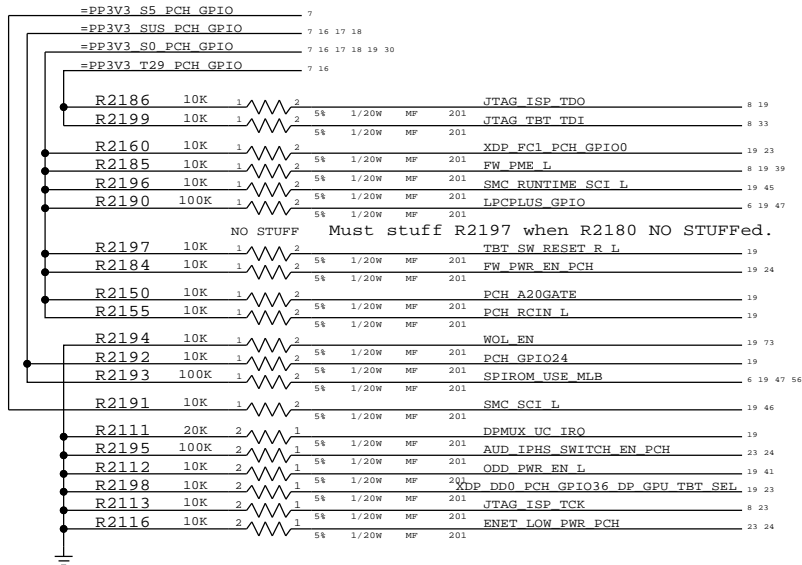 =PP3V3_S5_PCH_GPIO 7
=PP3V3_SUS_PCH_GPIO 7 16 17 18
=PP3V3_S0_PCH_GPIO 7 16 17 18 19 30
=PP3V3_T29_PCH_GPIO 7 16
R2186 10K 1 2 JTAG_ISP_TDO 8 19
5% 1/20W MF 201
R2199 10K 1 2 JTAG_TBT_TDI 8 33
5% 1/20W MF 201
R2160 10K 1 2 XDP_FC1_PCH_GPIO0 19 23
5% 1/20W MF 201
R2185 10K 1 2 FW_PME_L 8 19 39
5% 1/20W MF 201
R2196 10K 1 2 SMC_RUNTIME_SCI_L 19 45
5% 1/20W MF 201
R2190 100K 1 2 LPCPLUS_GPIO 6 19 47
5% 1/20W MF 201
NO STUFF Must stuff R2197 when R2180 NO STUFFed.
R2197 10K 1 2 TBT_SW_RESET_R_L 19
5% 1/20W MF 201
R2184 10K 1 2 FW_PWR_EN_PCH 19 24
5% 1/20W MF 201
R2150 10K 1 2 PCH_A20GATE 19
5% 1/20W MF 201
R2155 10K 1 2 PCH_RCIN_L 19
5% 1/20W MF 201
R2194 10K 1 2 WOL_EN 19 73
5% 1/20W MF 201
R2192 10K 1 2 PCH_GPIO24 19
5% 1/20W MF 201
R2193 100K 1 2 SPIROM_USE_MLB 6 19 47 56
5% 1/20W MF 201
R2191 10K 1 2 SMC_SCI_L 19 46
5% 1/20W MF 201
R2111 20K 2 1 DPMUX_UC_IRQ 19
5% 1/20W MF 201
R2195 100K 2 1 AUD_IPHS_SWITCH_EN_PCH 23 24
5% 1/20W MF 201
R2112 10K 2 1 ODD_PWR_EN_L 19 41
5% 1/20W MF 201
R2198 10K 2 1 XDP_DD0_PCH_GPIO36_DP_GPU_TBT_SEL 19 23
5% 1/20W MF 201
R2113 10K 2 1 JTAG_ISP_TCK 8 23
5% 1/20W MF 201
R2116 10K 2 1 ENET_LOW_PWR_PCH 23 24
5% 1/20W MF 201